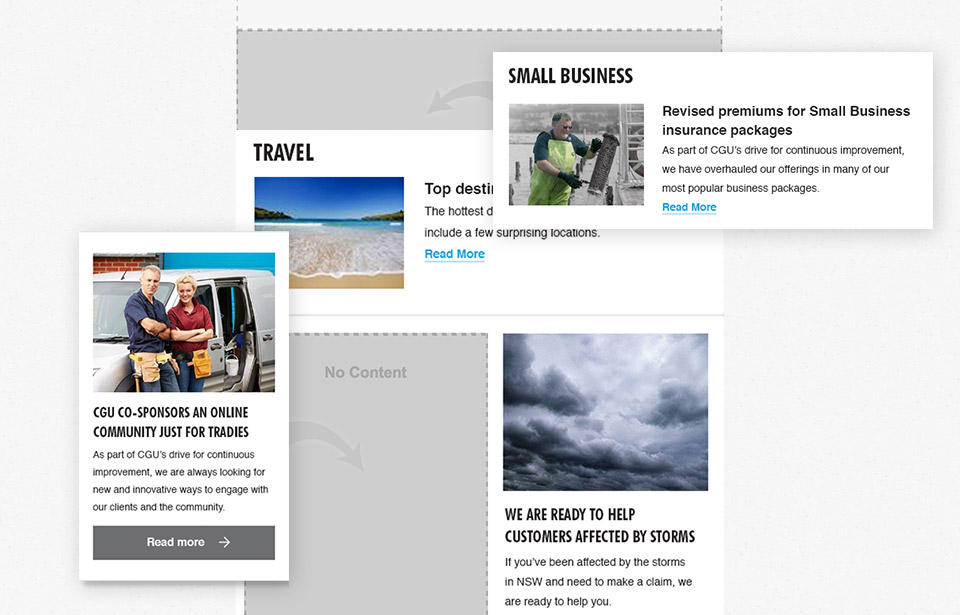 SMALL BUSINESS
Revised premiums for Small Business
insurance packages
As part of CGU's drive for continuous improvement,
we have overhauled our offerings in many of our
most popular business packages.
Read More
TRAVEL
Top
The hottest
include a few surprising locations.
Read More
CGU CO-SPONSORS AN ONLINE
COMMUNITY JUST FOR TRADIES
As part of CGU's drive for continuous
improvement, we are always looking for
new and innovative ways to engage with
our clients and the community.
Read more
No Content
WE ARE READY TO HELP
CUSTOMERS AFFECTED BY STORMS
If you've been affected by the storms
in NSW and need to make a claim, we
are ready to help you.